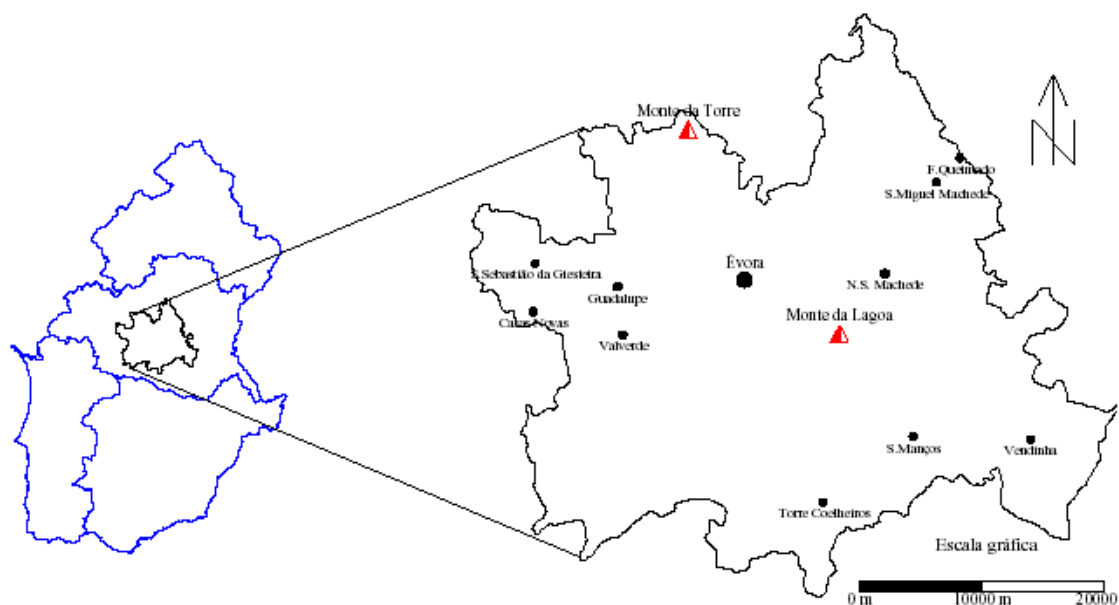 Monte da Torre
F.Queimado
S.Miguel Machede
Évora
S.Sebastião da Giesteira
N.S. Machede
Guadalupe
Casas Novas
Monte da Lagoa
Valverde
S.Manços
Vendinha
Torre Coelheiros
Escala gráfica
0 m 10000 m 20000
N